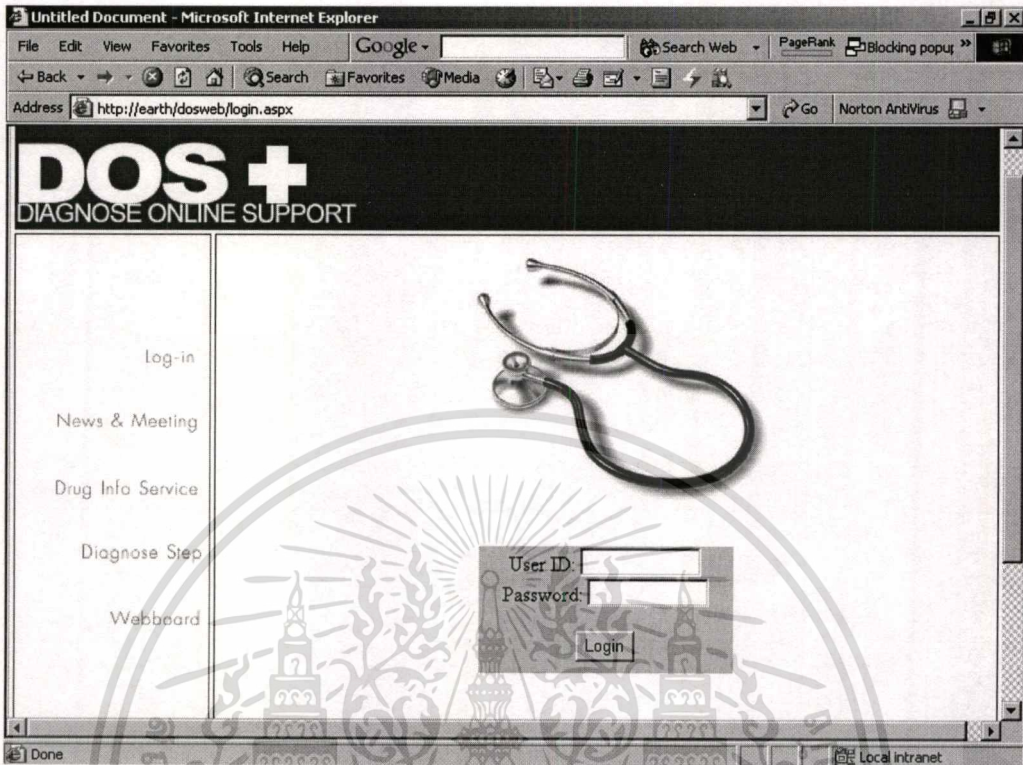 Untitled Document - Microsoft Internet Explorer
File Edit View Favorites Tools Help Google Search Web PageRank Blocking popup »
Back Search Favorites Media
Address http://earth/dosweb/login.aspx Go Norton AntiVirus
DOS +
DIAGNOSE ONLINE SUPPORT
Log-in
News & Meeting
Drug Info Service
Diagnose Step
Webboard
User ID:
Password:
Login
Done Local intranet